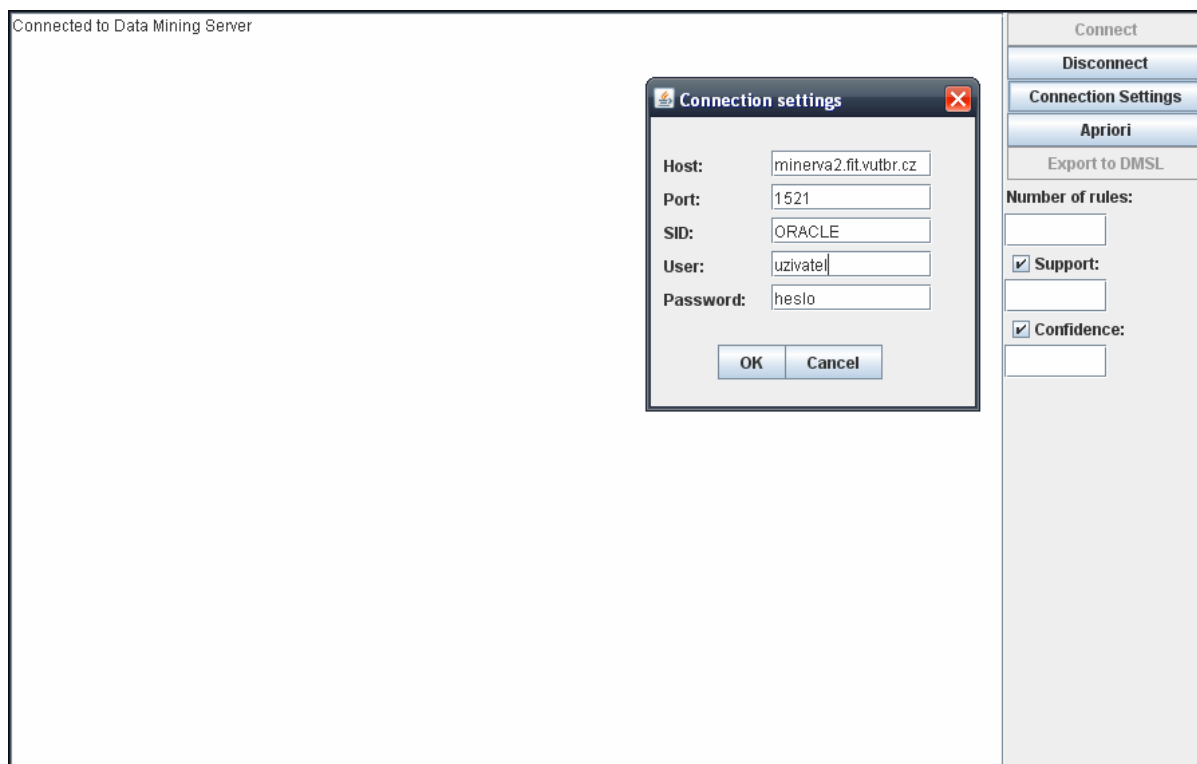 Connected to Data Mining Server
Connection settings
Host: minerva2.fit.vutbr.cz
Port: 1521
SID: ORACLE
User: uzivatel
Password: heslo
OK Cancel
Connect
Disconnect
Connection Settings
Apriori
Export to DMSL
Number of rules:
Support:
Confidence: